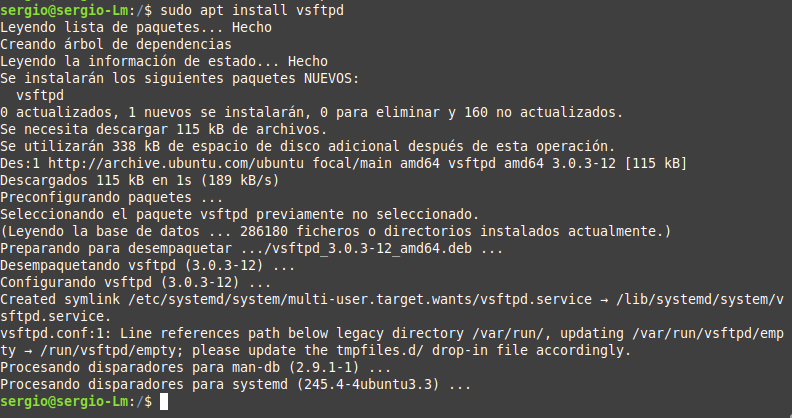 sergio@sergio-Lm:/$ sudo apt install vsftpd
Leyendo lista de paquetes... Hecho
Creando árbol de dependencias
Leyendo la información de estado... Hecho
Se instalarán los siguientes paquetes NUEVOS:
  vsftpd
0 actualizados, 1 nuevos se instalarán, 0 para eliminar y 160 no actualizados.
Se necesita descargar 115 kB de archivos.
Se utilizarán 338 kB de espacio de disco adicional después de esta operación.
Des:1 http://archive.ubuntu.com/ubuntu focal/main amd64 vsftpd amd64 3.0.3-12 [115 kB]
Descargados 115 kB en 1s (189 kB/s)
Preconfigurando paquetes ...
Seleccionando el paquete vsftpd previamente no seleccionado.
(Leyendo la base de datos ... 286180 ficheros o directorios instalados actualmente.)
Preparando para desempaquetar .../vsftpd_3.0.3-12_amd64.deb ...
Desempaquetando vsftpd (3.0.3-12) ...
Configurando vsftpd (3.0.3-12) ...
Created symlink /etc/systemd/system/multi-user.target.wants/vsftpd.service → /lib/systemd/system/v
sftpd.service.
vsftpd.conf:1: Line references path below legacy directory /var/run/, updating /var/run/vsftpd/emp
ty → /run/vsftpd/empty; please update the tmpfiles.d/ drop-in file accordingly.
Procesando disparadores para man-db (2.9.1-1) ...
Procesando disparadores para systemd (245.4-4ubuntu3.3) ...
sergio@sergio-Lm:/$